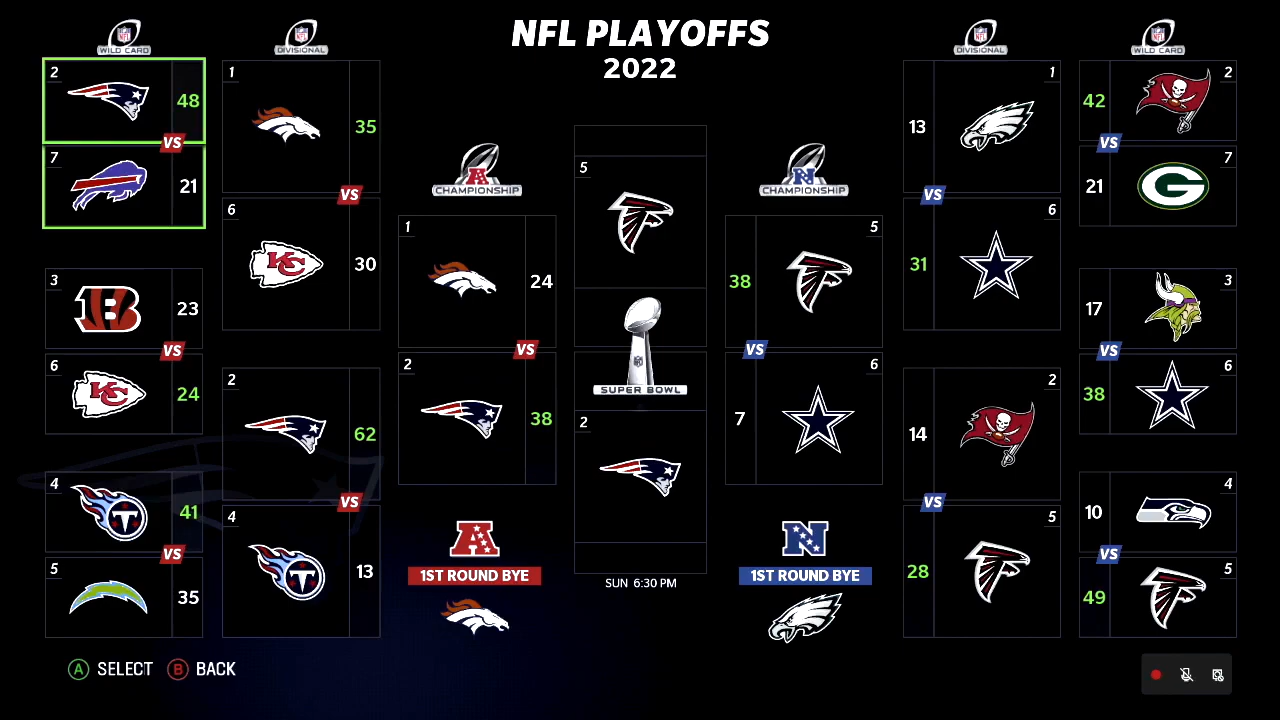 NFL PLAYOFFS
2022
WILD CARD
2
48
VS
7
21
3
23
VS
6
24
4
41
VS
5
35
DIVISIONAL
1
35
VS
6
30
2
62
VS
4
13
CHAMPIONSHIP
1
24
VS
2
38
1ST ROUND BYE
5
NFL
SUPER BOWL
2
SUN 6:30 PM
CHAMPIONSHIP
5
38
VS
6
7
1ST ROUND BYE
DIVISIONAL
1
13
VS
6
31
2
14
VS
5
28
WILD CARD
2
42
VS
7
21
G
3
17
VS
6
38
4
10
VS
5
49
A SELECT B BACK